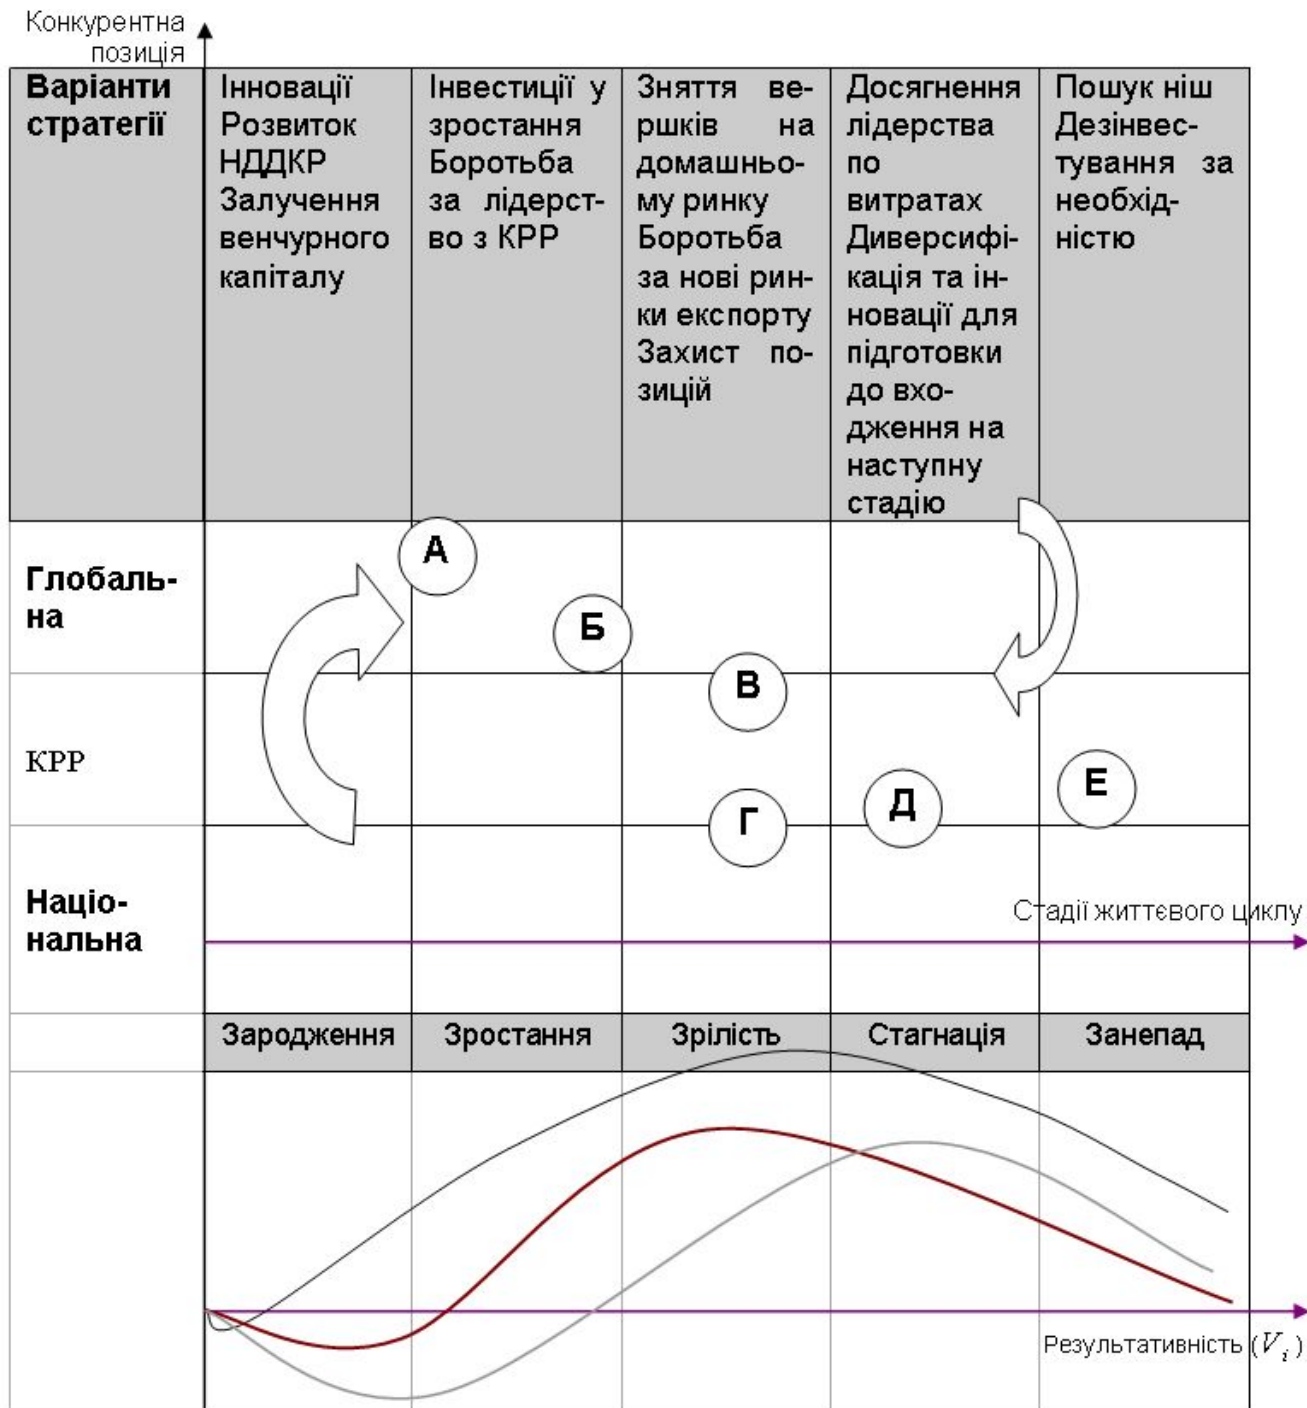 Конкурентна
позиція
Варіанти
стратегії
Інновації
Розвиток
НДДКР
Залучення
венчурного
капіталу
Інвестиції у
зростання
Боротьба
за лідерст-
во з КРР
Зняття ве-
ршків на
домашньо-
му ринку
Боротьба
за нові рин-
ки експорту
Захист по-
зицій
Досягнення
лідерства
по
витратах
Диверсифі-
кація та ін-
новації для
підготовки
до вхо-
дження на
наступну
стадію
Пошук ніш
Дезінвес-
тування за
необхід-
ністю
Глобаль-
на
А
Б
В
КРР
Г
Д
Е
Націо-
нальна
Стадії життєвого циклу
Зародження
Зростання
Зрілість
Стагнація
Занепад
Результативність (V_i)